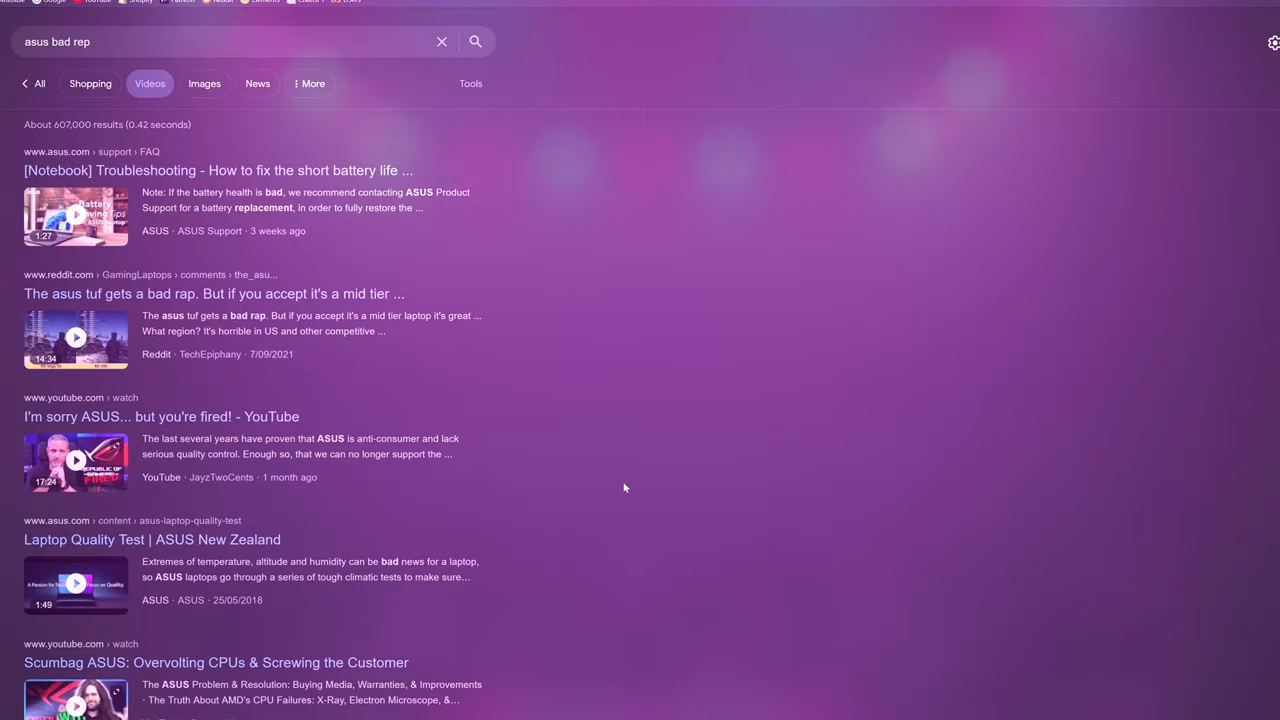 Google YouTube Shopify Patreon Reddit Elements ChatGPT
asus bad rep
All Shopping Videos Images News More Tools
About 607,000 results (0.42 seconds)
www.asus.com › support › FAQ
[Notebook] Troubleshooting - How to fix the short battery life ...
Note: If the battery health is bad, we recommend contacting ASUS Product
Support for a battery replacement, in order to fully restore the ...
1:27
ASUS · ASUS Support · 3 weeks ago
www.reddit.com › GamingLaptops › comments › the_asu...
The asus tuf gets a bad rap. But if you accept it's a mid tier ...
The asus tuf gets a bad rap. But if you accept it's a mid tier laptop it's great ...
What region? It's horrible in US and other competitive ...
14:34
Reddit · TechEpiphany · 7/09/2021
www.youtube.com › watch
I'm sorry ASUS... but you're fired! - YouTube
The last several years have proven that ASUS is anti-consumer and lack
serious quality control. Enough so, that we can no longer support the ...
REPUBLIC OF
GAMERS
FIRED
17:24
YouTube · JayzTwoCents · 1 month ago
www.asus.com › content › asus-laptop-quality-test
Laptop Quality Test | ASUS New Zealand
Extremes of temperature, altitude and humidity can be bad news for a laptop,
so ASUS laptops go through a series of tough climatic tests to make sure...
1:49
ASUS · ASUS · 25/05/2018
www.youtube.com › watch
Scumbag ASUS: Overvolting CPUs & Screwing the Customer
The ASUS Problem & Resolution: Buying Media, Warranties, & Improvements
· The Truth About AMD's CPU Failures: X-Ray, Electron Microscope, &...